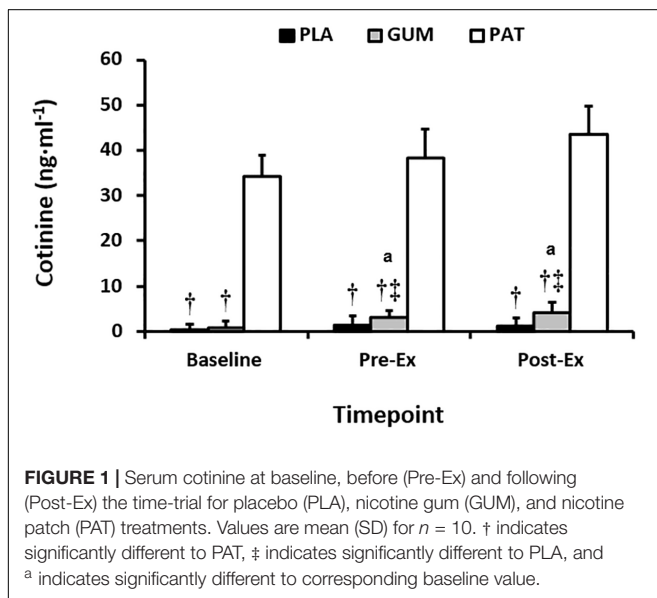 PLA GUM PAT
60
50
40
30
20
10
0
Cotinine (ng·ml⁻¹)
a a
† † † †‡ † †‡
Baseline Pre-Ex Post-Ex
Timepoint
FIGURE 1 | Serum cotinine at baseline, before (Pre-Ex) and following
(Post-Ex) the time-trial for placebo (PLA), nicotine gum (GUM), and nicotine
patch (PAT) treatments. Values are mean (SD) for n = 10. † indicates
significantly different to PAT, ‡ indicates significantly different to PLA, and
ᵃ indicates significantly different to corresponding baseline value.